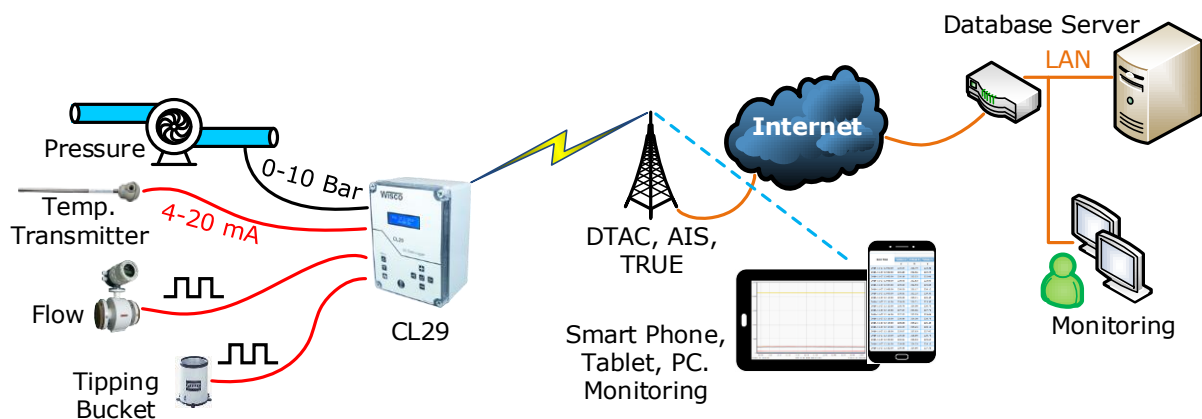 Database Server
LAN
Internet
Pressure
0-10 Bar
WISCO
Temp.
Transmitter
4-20 mA
CL29
DTAC, AIS,
TRUE
Flow
CL29
Smart Phone,
Tablet, PC.
Monitoring
Monitoring
Tipping
Bucket